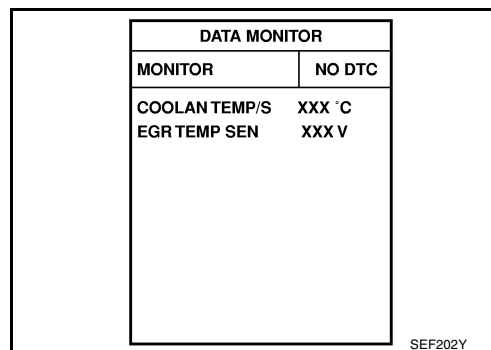 DATA MONITOR
MONITOR NO DTC
COOLAN TEMP/S XXX °C
EGR TEMP SEN XXX V
SEF202Y